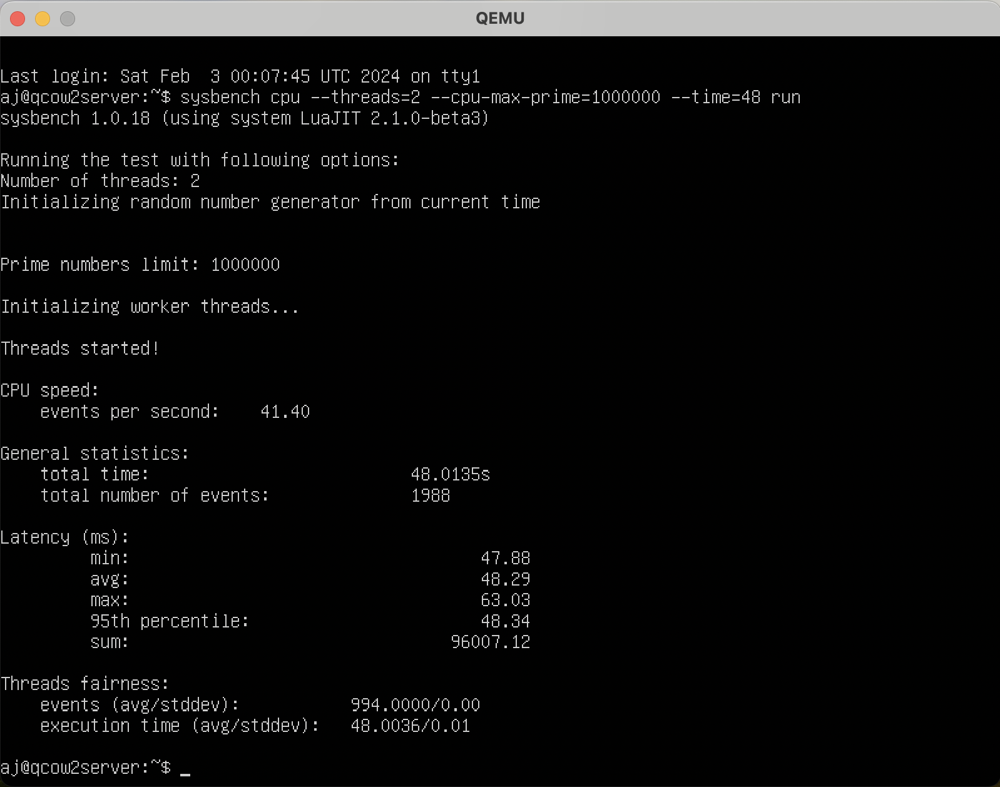 QEMU
Last login: Sat Feb  3 00:07:45 UTC 2024 on tty1
aj@qcow2server:~$ sysbench cpu --threads=2 --cpu-max-prime=1000000 --time=48 run
sysbench 1.0.18 (using system LuaJIT 2.1.0-beta3)
Running the test with following options:
Number of threads: 2
Initializing random number generator from current time
Prime numbers limit: 1000000
Initializing worker threads...
Threads started!
CPU speed:
    events per second:    41.40
General statistics:
    total time:                          48.0135s
    total number of events:              1988
Latency (ms):
         min:                                   47.88
         avg:                                   48.29
         max:                                   63.03
         95th percentile:                       48.34
         sum:                                96007.12
Threads fairness:
    events (avg/stddev):           994.0000/0.00
    execution time (avg/stddev):   48.0036/0.01
aj@qcow2server:~$ _